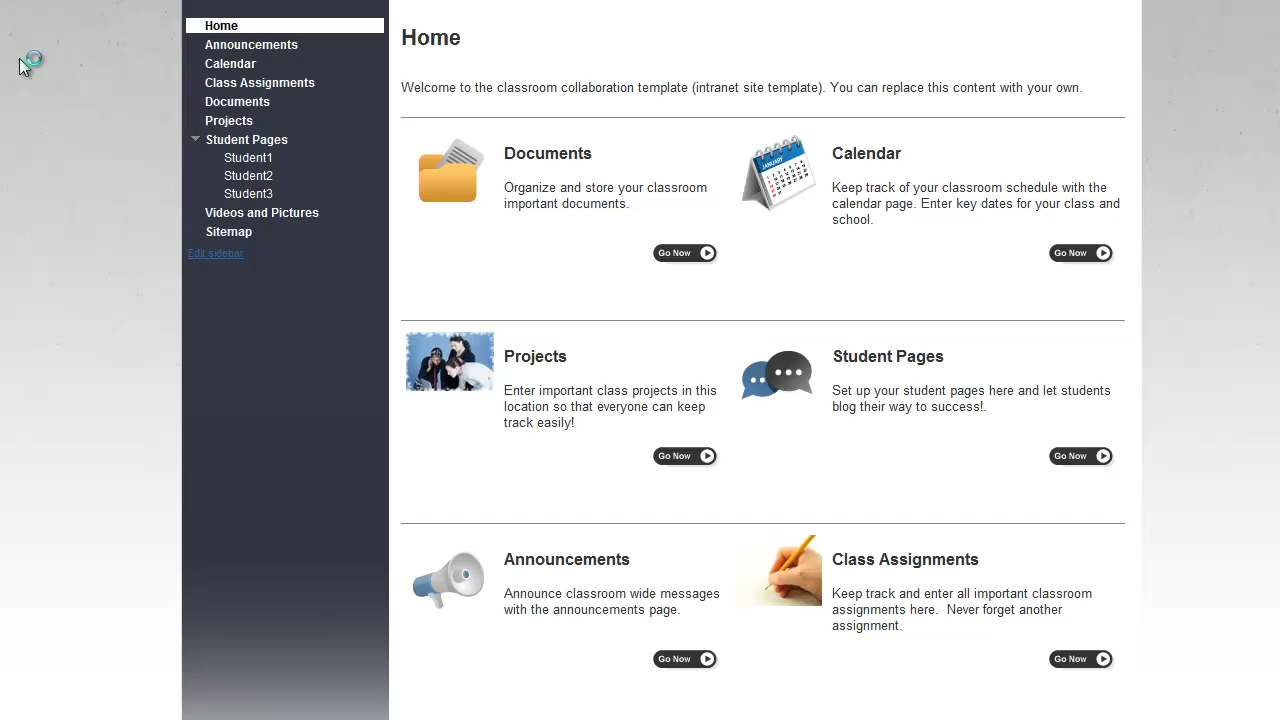 Home
Announcements
Calendar
Class Assignments
Documents
Projects
Student Pages
Student1
Student2
Student3
Videos and Pictures
Sitemap
Edit sidebar
Home
Welcome to the classroom collaboration template (intranet site template). You can replace this content with your own.
Documents
Organize and store your classroom
important documents.
Go Now
JANUARY
Calendar
Keep track of your classroom schedule with the
calendar page. Enter key dates for your class and
school.
Go Now
Projects
Enter important class projects in this
location so that everyone can keep
track easily!
Go Now
Student Pages
Set up your student pages here and let students
blog their way to success!.
Go Now
Announcements
Announce classroom wide messages
with the announcements page.
Go Now
Class Assignments
Keep track and enter all important classroom
assignments here.  Never forget another
assignment.
Go Now